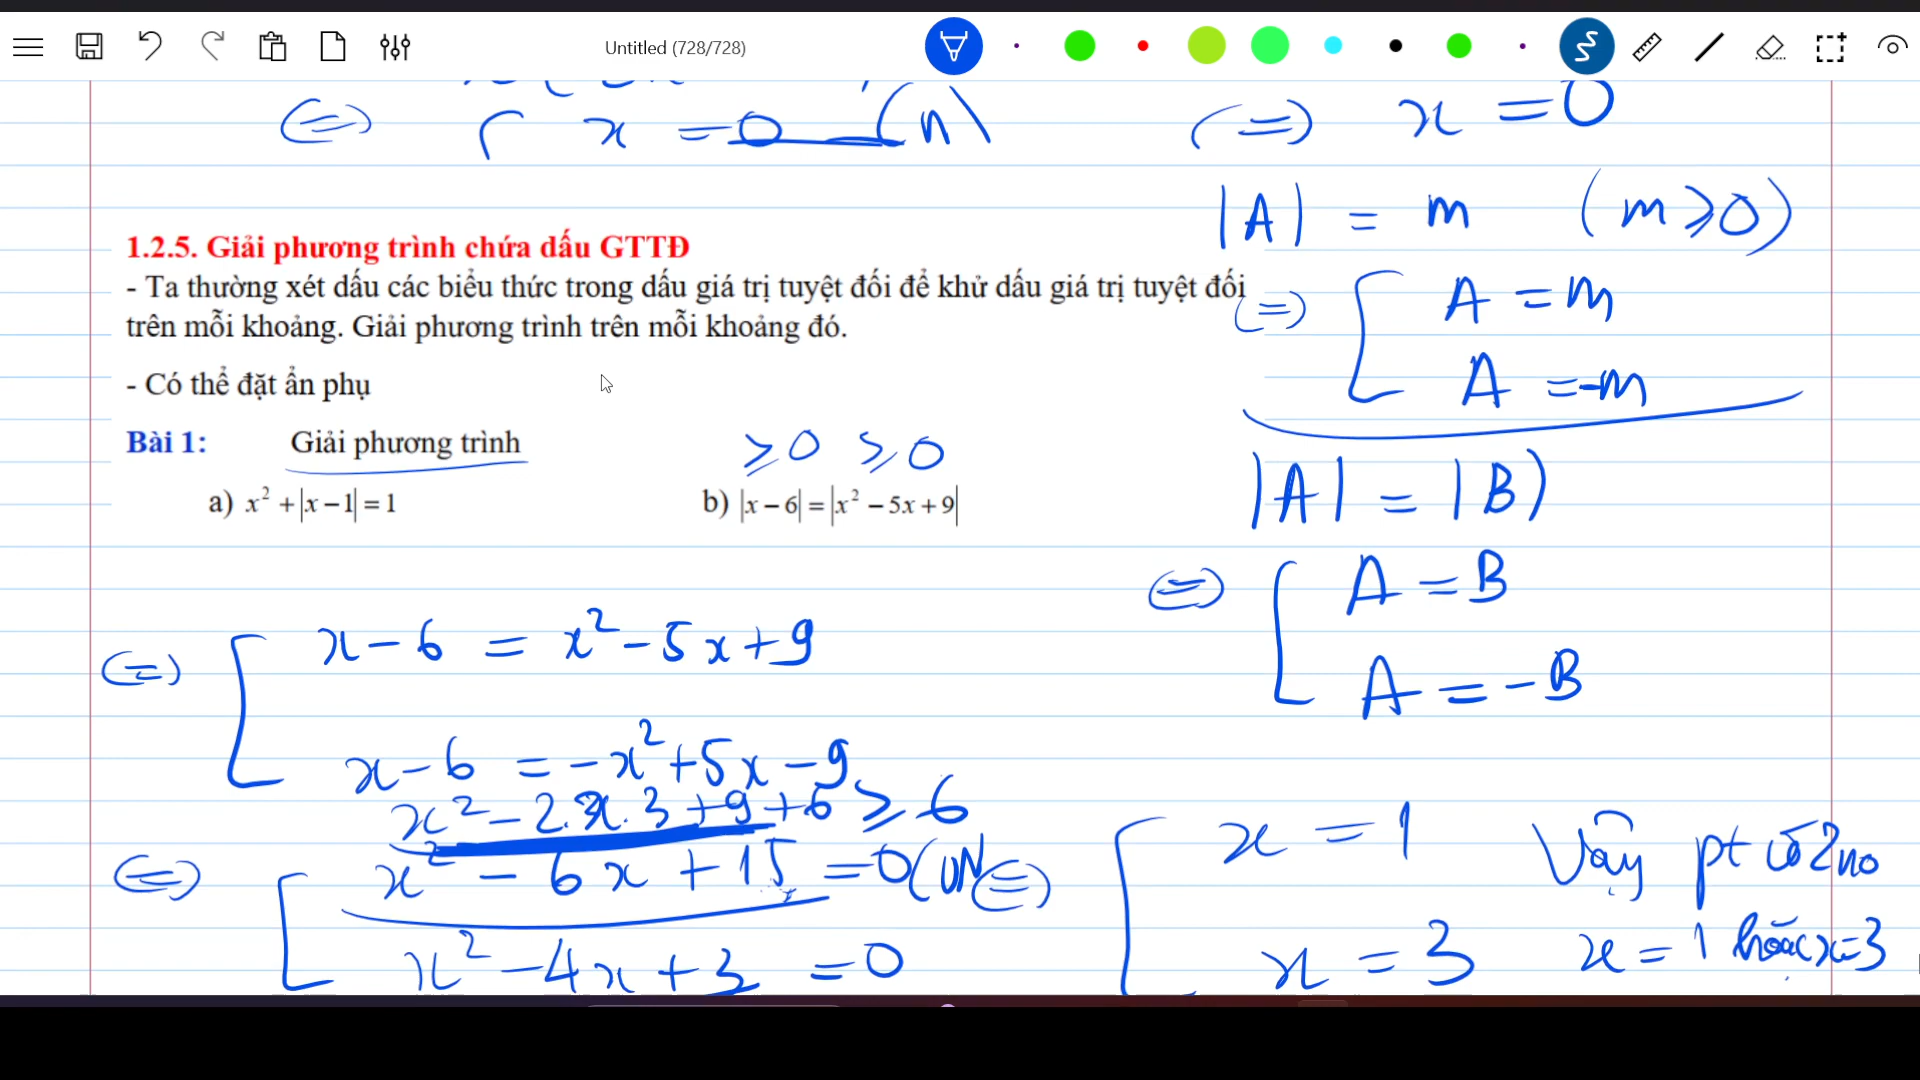 Untitled (728/728)
(=) x = 0 (n)
(=) x = 0
|A| = m (m ≥ 0)
1.2.5. Giải phương trình chứa dấu GTTĐ
- Ta thường xét dấu các biểu thức trong dấu giá trị tuyệt đối để khử dấu giá trị tuyệt đối
trên mỗi khoảng. Giải phương trình trên mỗi khoảng đó.
(=) [ A = m
A = -m
- Có thể đặt ẩn phụ
Bài 1: Giải phương trình
≥ 0 ≥ 0
a) x² + |x – 1| = 1 b) |x – 6| = |x² – 5x + 9|
|A| = |B|
(=) [ A = B
A = -B
(=) [ x - 6 = x² - 5x + 9
x - 6 = -x² + 5x - 9
x² - 2.x.3 + 9 + 6 ≥ 6
(=) [ x² - 6x + 15 = 0 (VN
x² - 4x + 3 = 0
(=) [ x = 1
x = 3
Vậy pt có 2 no
x = 1 hoặc x = 3